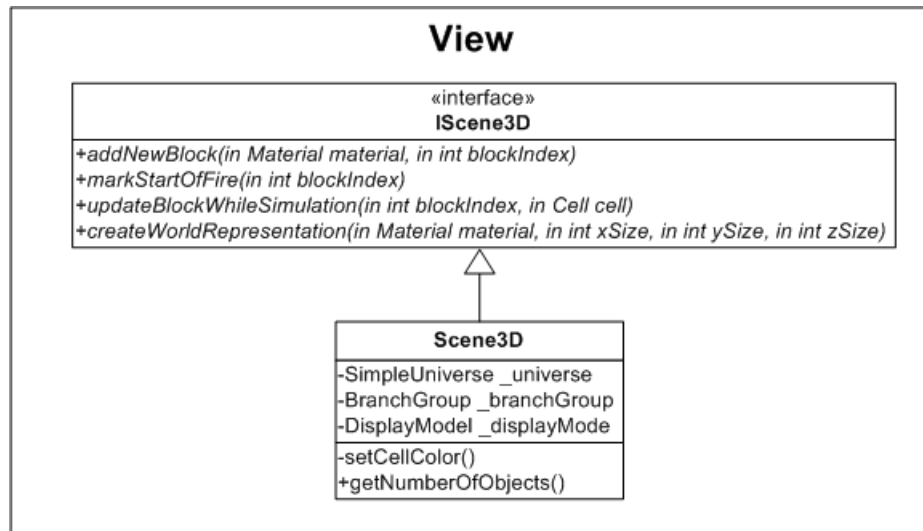 View
«interface»
IScene3D
+addNewBlock(in Material material, in int blockIndex)
+markStartOfFire(in int blockIndex)
+updateBlockWhileSimulation(in int blockIndex, in Cell cell)
+createWorldRepresentation(in Material material, in int xSize, in int ySize, in int zSize)
Scene3D
-SimpleUniverse _universe
-BranchGroup _branchGroup
-DisplayModel _displayMode
-setCellColor()
+getNumberOfObjects()